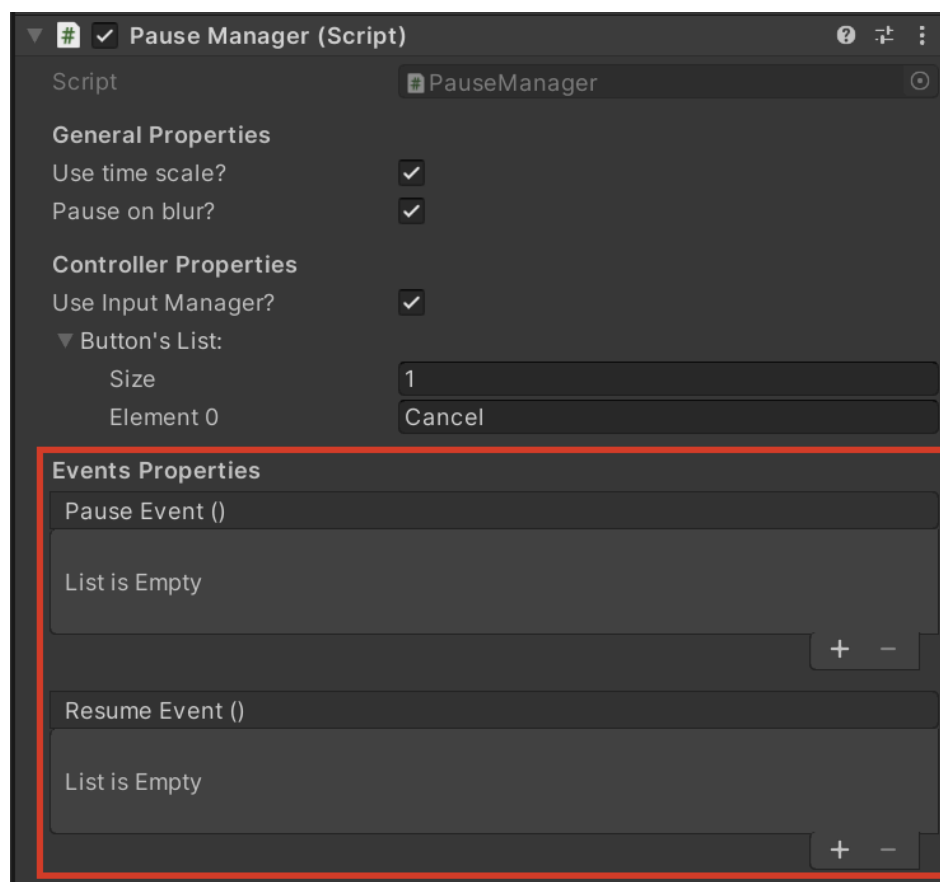 Pause Manager (Script)
Script PauseManager
General Properties
Use time scale?
Pause on blur?
Controller Properties
Use Input Manager?
Button's List:
Size 1
Element 0 Cancel
Events Properties
Pause Event ()
List is Empty
+ −
Resume Event ()
List is Empty
+ −